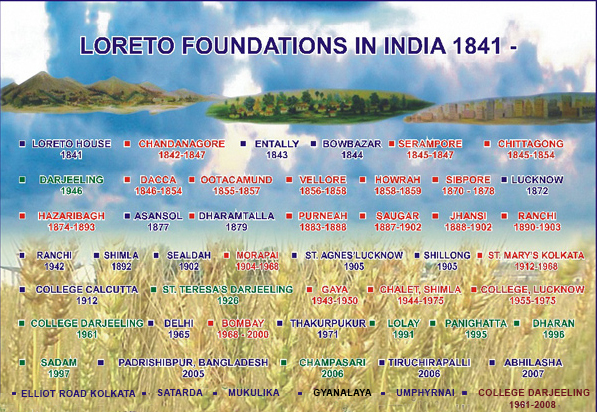 LORETO FOUNDATIONS IN INDIA 1841 -
LORETO HOUSE CHANDANAGORE ENTALLY BOWBAZAR SERAMPORE CHITTAGONG
1841 1842-1847 1843 1844 1845-1847 1845-1854
DARJEELING DACCA OOTACAMUND VELLORE HOWRAH SIBPORE LUCKNOW
1946 1846-1854 1855-1857 1856-1858 1858-1859 1870 - 1878 1872
HAZARIBAGH ASANSOL DHARAMTALLA PURNEAH SAUGAR JHANSI RANCHI
1874-1893 1877 1879 1883-1888 1887-1902 1888-1902 1890-1903
RANCHI SHIMLA SEALDAH MORAPAI ST. AGNES'LUCKNOW SHILLONG ST. MARY'S KOLKATA
1942 1892 1902 1904-1968 1905 1905 1912-1968
COLLEGE CALCUTTA ST. TERESA'S DARJEELING GAYA CHALET, SHIMLA COLLEGE, LUCKNOW
1912 1926 1943-1950 1944-1975 1955-1975
COLLEGE DARJEELING DELHI BOMBAY THAKURPUKUR LOLAY PANIGHATTA DHARAN
1961 1965 1968 - 2000 1971 1991 1995 1996
SADAM PADRISHIBPUR, BANGLADESH CHAMPASARI TIRUCHIRAPALLI ABHILASHA
1997 2005 2006 2006 2007
ELLIOT ROAD KOLKATA SATARDA MUKULIKA GYANALAYA UMPHYRNAI COLLEGE DARJEELING
1961-2008